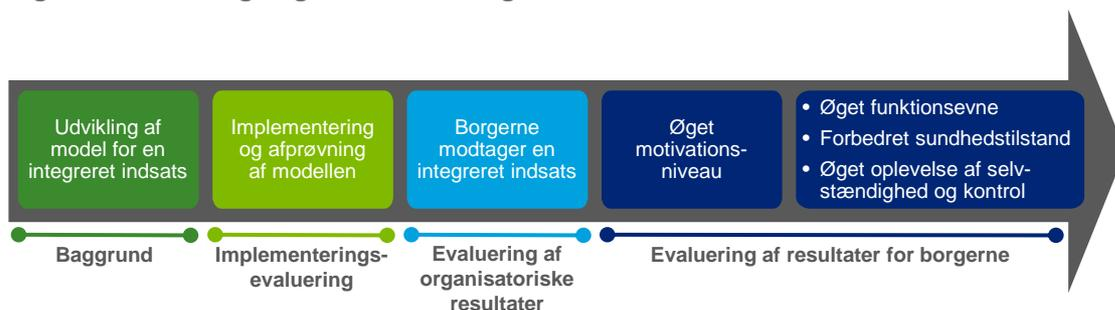 Udvikling af
model for en
integreret indsats
Implementering
og afprøvning
af modellen
Borgerne
modtager en
integreret indsats
Øget
motivations-
niveau
• Øget funktionsevne
• Forbedret sundhedstilstand
• Øget oplevelse af selv-
stændighed og kontrol
Baggrund
Implementerings-
evaluering
Evaluering af
organisatoriske
resultater
Evaluering af resultater for borgerne